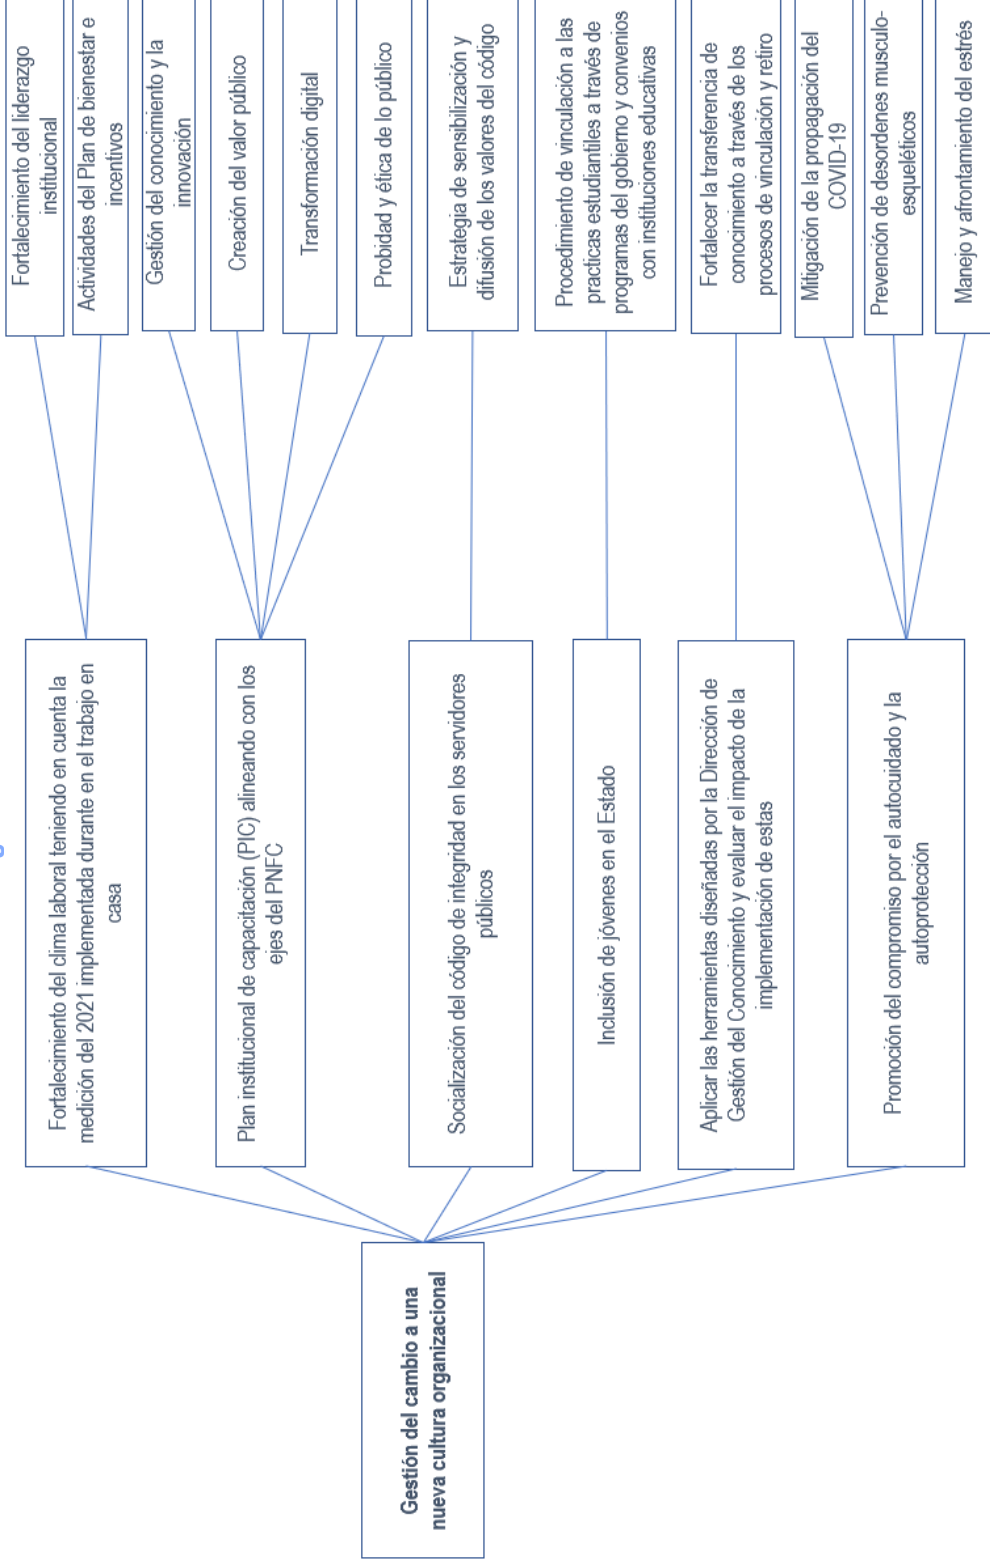 Gestión del cambio a una
nueva cultura organizacional
Fortalecimiento del clima laboral teniendo en cuenta la
medición del 2021 implementada durante en el trabajo en
casa
Plan institucional de capacitación (PIC) alineando con los
ejes del PNFC
Socialización del código de integridad en los servidores
públicos
Inclusión de jóvenes en el Estado
Aplicar las herramientas diseñadas por la Dirección de
Gestión del Conocimiento y evaluar el impacto de la
implementación de estas
Promoción del compromiso por el autocuidado y la
autoprotección
Fortalecimiento del liderazgo
institucional
Actividades del Plan de bienestar e
incentivos
Gestión del conocimiento y la
innovación
Creación del valor público
Transformación digital
Probidad y ética de lo público
Estrategia de sensibilización y
difusión de los valores del código
Procedimiento de vinculación a las
practicas estudiantiles a través de
programas del gobierno y convenios
con instituciones educativas
Fortalecer la transferencia de
conocimiento a través de los
procesos de vinculación y retiro
Mitigación de la propagación del
COVID-19
Prevención de desordenes musculo-
esqueléticos
Manejo y afrontamiento del estrés